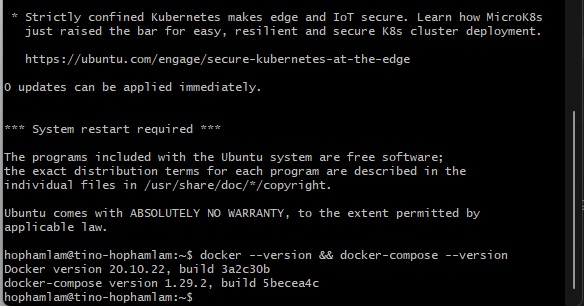 * Strictly confined Kubernetes makes edge and IoT secure. Learn how MicroK8s
just raised the bar for easy, resilient and secure K8s cluster deployment.
https://ubuntu.com/engage/secure-kubernetes-at-the-edge
0 updates can be applied immediately.
*** System restart required ***
The programs included with the Ubuntu system are free software;
the exact distribution terms for each program are described in the
individual files in /usr/share/doc/*/copyright.
Ubuntu comes with ABSOLUTELY NO WARRANTY, to the extent permitted by
applicable law.
hophamlam@tino-hophamlam:~$ docker --version && docker-compose --version
Docker version 20.10.22, build 3a2c30b
docker-compose version 1.29.2, build 5becea4c
hophamlam@tino-hophamlam:~$